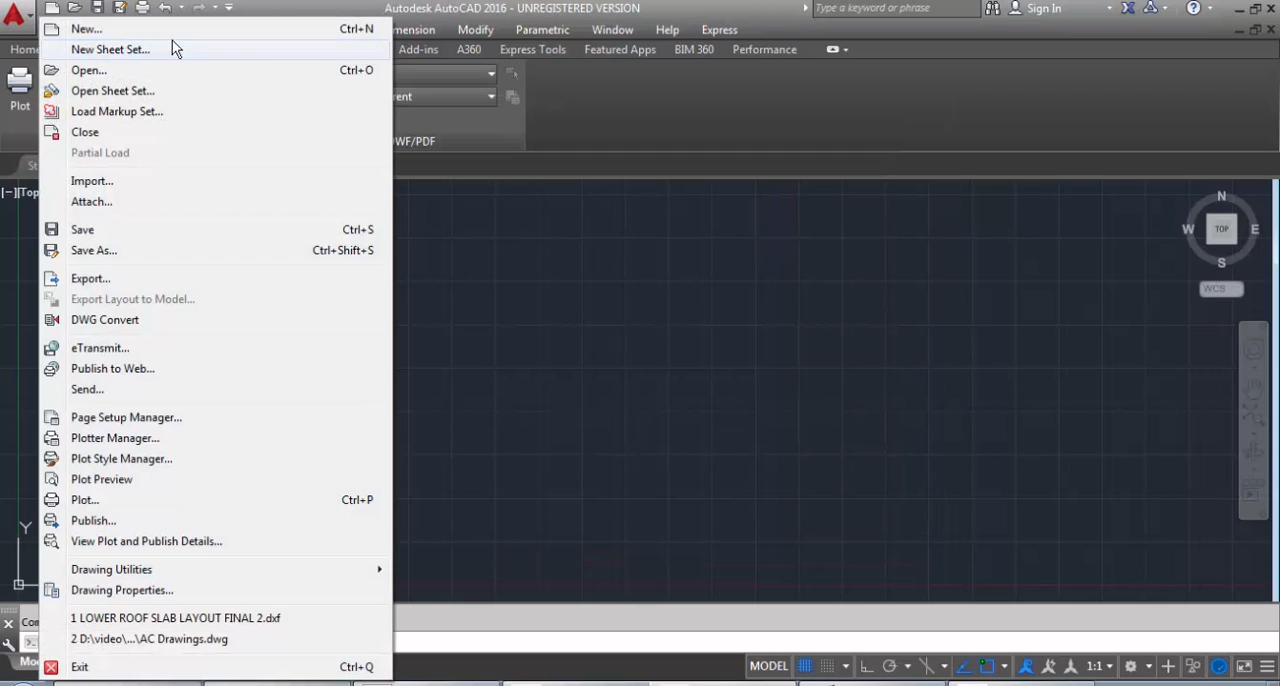 Autodesk AutoCAD 2016 - UNREGISTERED VERSION
Type a keyword or phrase
Sign In
New... Ctrl+N
mension Modify Parametric Window Help Express
Home
New Sheet Set...
Add-ins A360 Express Tools Featured Apps BIM 360 Performance
Open... Ctrl+O
Open Sheet Set...
rent
Plot
Load Markup Set...
Close
WF/PDF
Partial Load
St
Import...
[−][Top
Attach...
N
W TOP E
S
Save Ctrl+S
Save As... Ctrl+Shift+S
Export...
WCS
Export Layout to Model...
DWG Convert
eTransmit...
Publish to Web...
Send...
Page Setup Manager...
Plotter Manager...
Plot Style Manager...
Plot Preview
Plot... Ctrl+P
Publish...
Y
View Plot and Publish Details...
Drawing Utilities
Drawing Properties...
1 LOWER ROOF SLAB LAYOUT FINAL 2.dxf
Com
2 D:\video\...\AC Drawings.dwg
Mo
Exit Ctrl+Q
MODEL 1:1